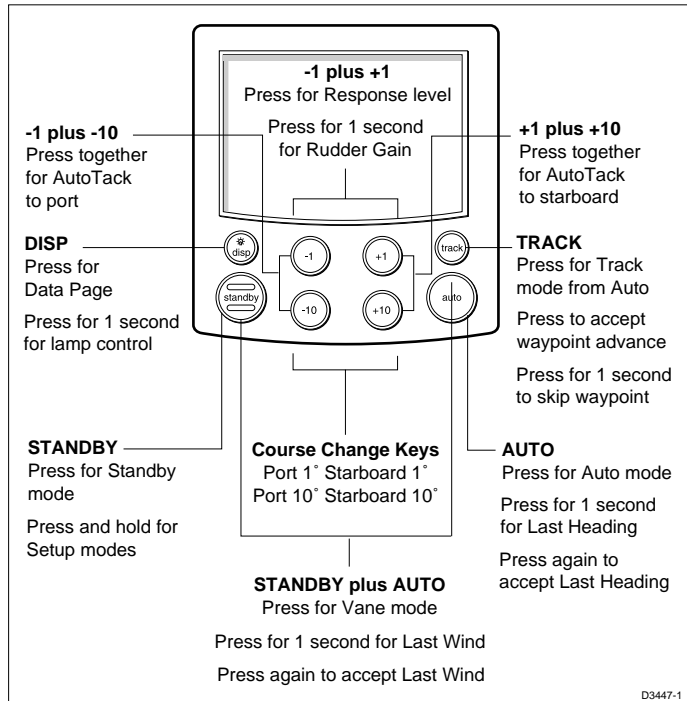 -1 plus +1
Press for Response level
Press for 1 second
for Rudder Gain
-1 plus -10
Press together
for AutoTack
to port
+1 plus +10
Press together
for AutoTack
to starboard
DISP
Press for
Data Page
Press for 1 second
for lamp control
disp
-1
+1
track
standby
-10
+10
auto
TRACK
Press for Track
mode from Auto
Press to accept
waypoint advance
Press for 1 second
to skip waypoint
STANDBY
Press for Standby
mode
Press and hold for
Setup modes
Course Change Keys
Port 1° Starboard 1°
Port 10° Starboard 10°
AUTO
Press for Auto mode
Press for 1 second
for Last Heading
Press again to
accept Last Heading
STANDBY plus AUTO
Press for Vane mode
Press for 1 second for Last Wind
Press again to accept Last Wind
D3447-1